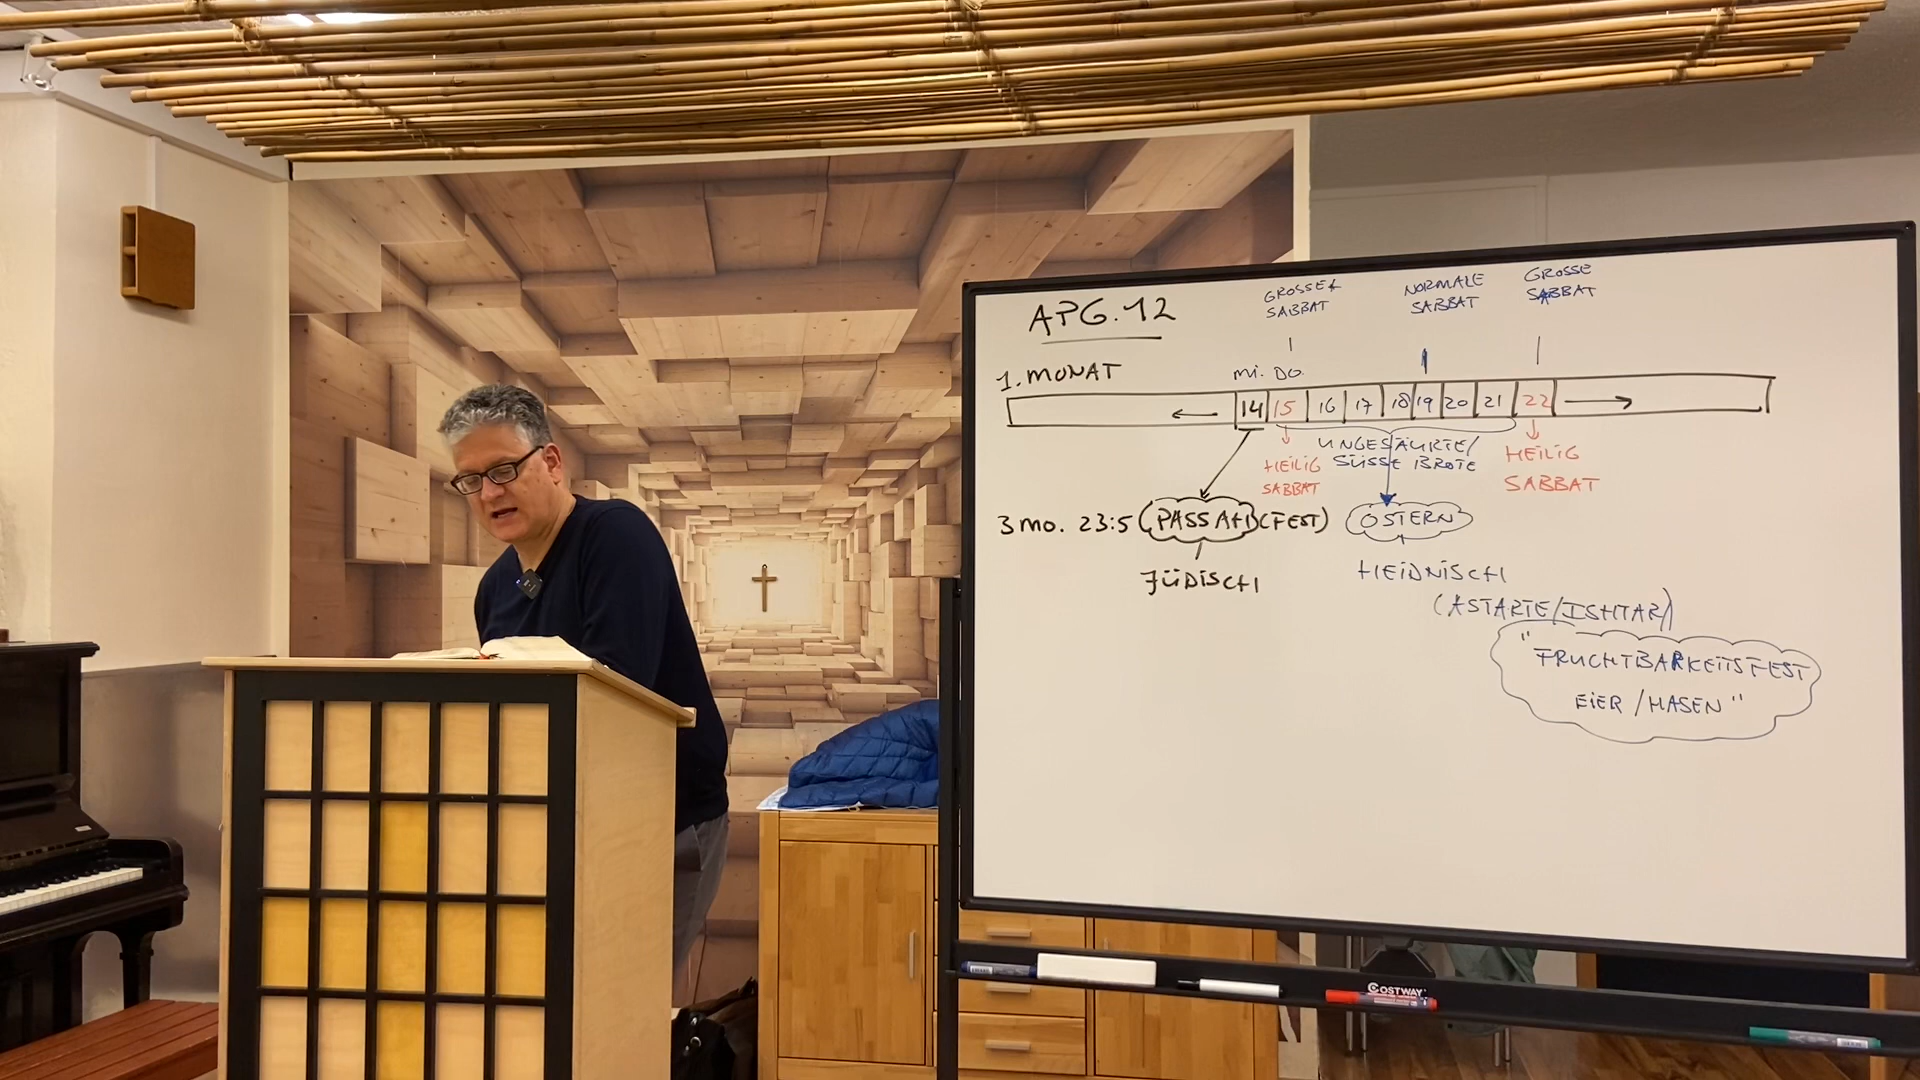 APG. 12
GROSSER
SABBAT
NORMALE
SABBAT
GROSSE
SABBAT
1. MONAT
Mi. DO.
14 15 16 17 18 19 20 21 22
UNGESÄURTE/
SÜSSE BROTE
HEILIG
SABBAT
HEILIG
SABBAT
3 MO. 23:5 (PASSAH(FEST)
OSTERN
JÜDISCH
HEIDNISCH
(ASTARTE/ISHTAR)
"FRUCHTBARKEITSFEST
EIER/HASEN"
COSTWAY